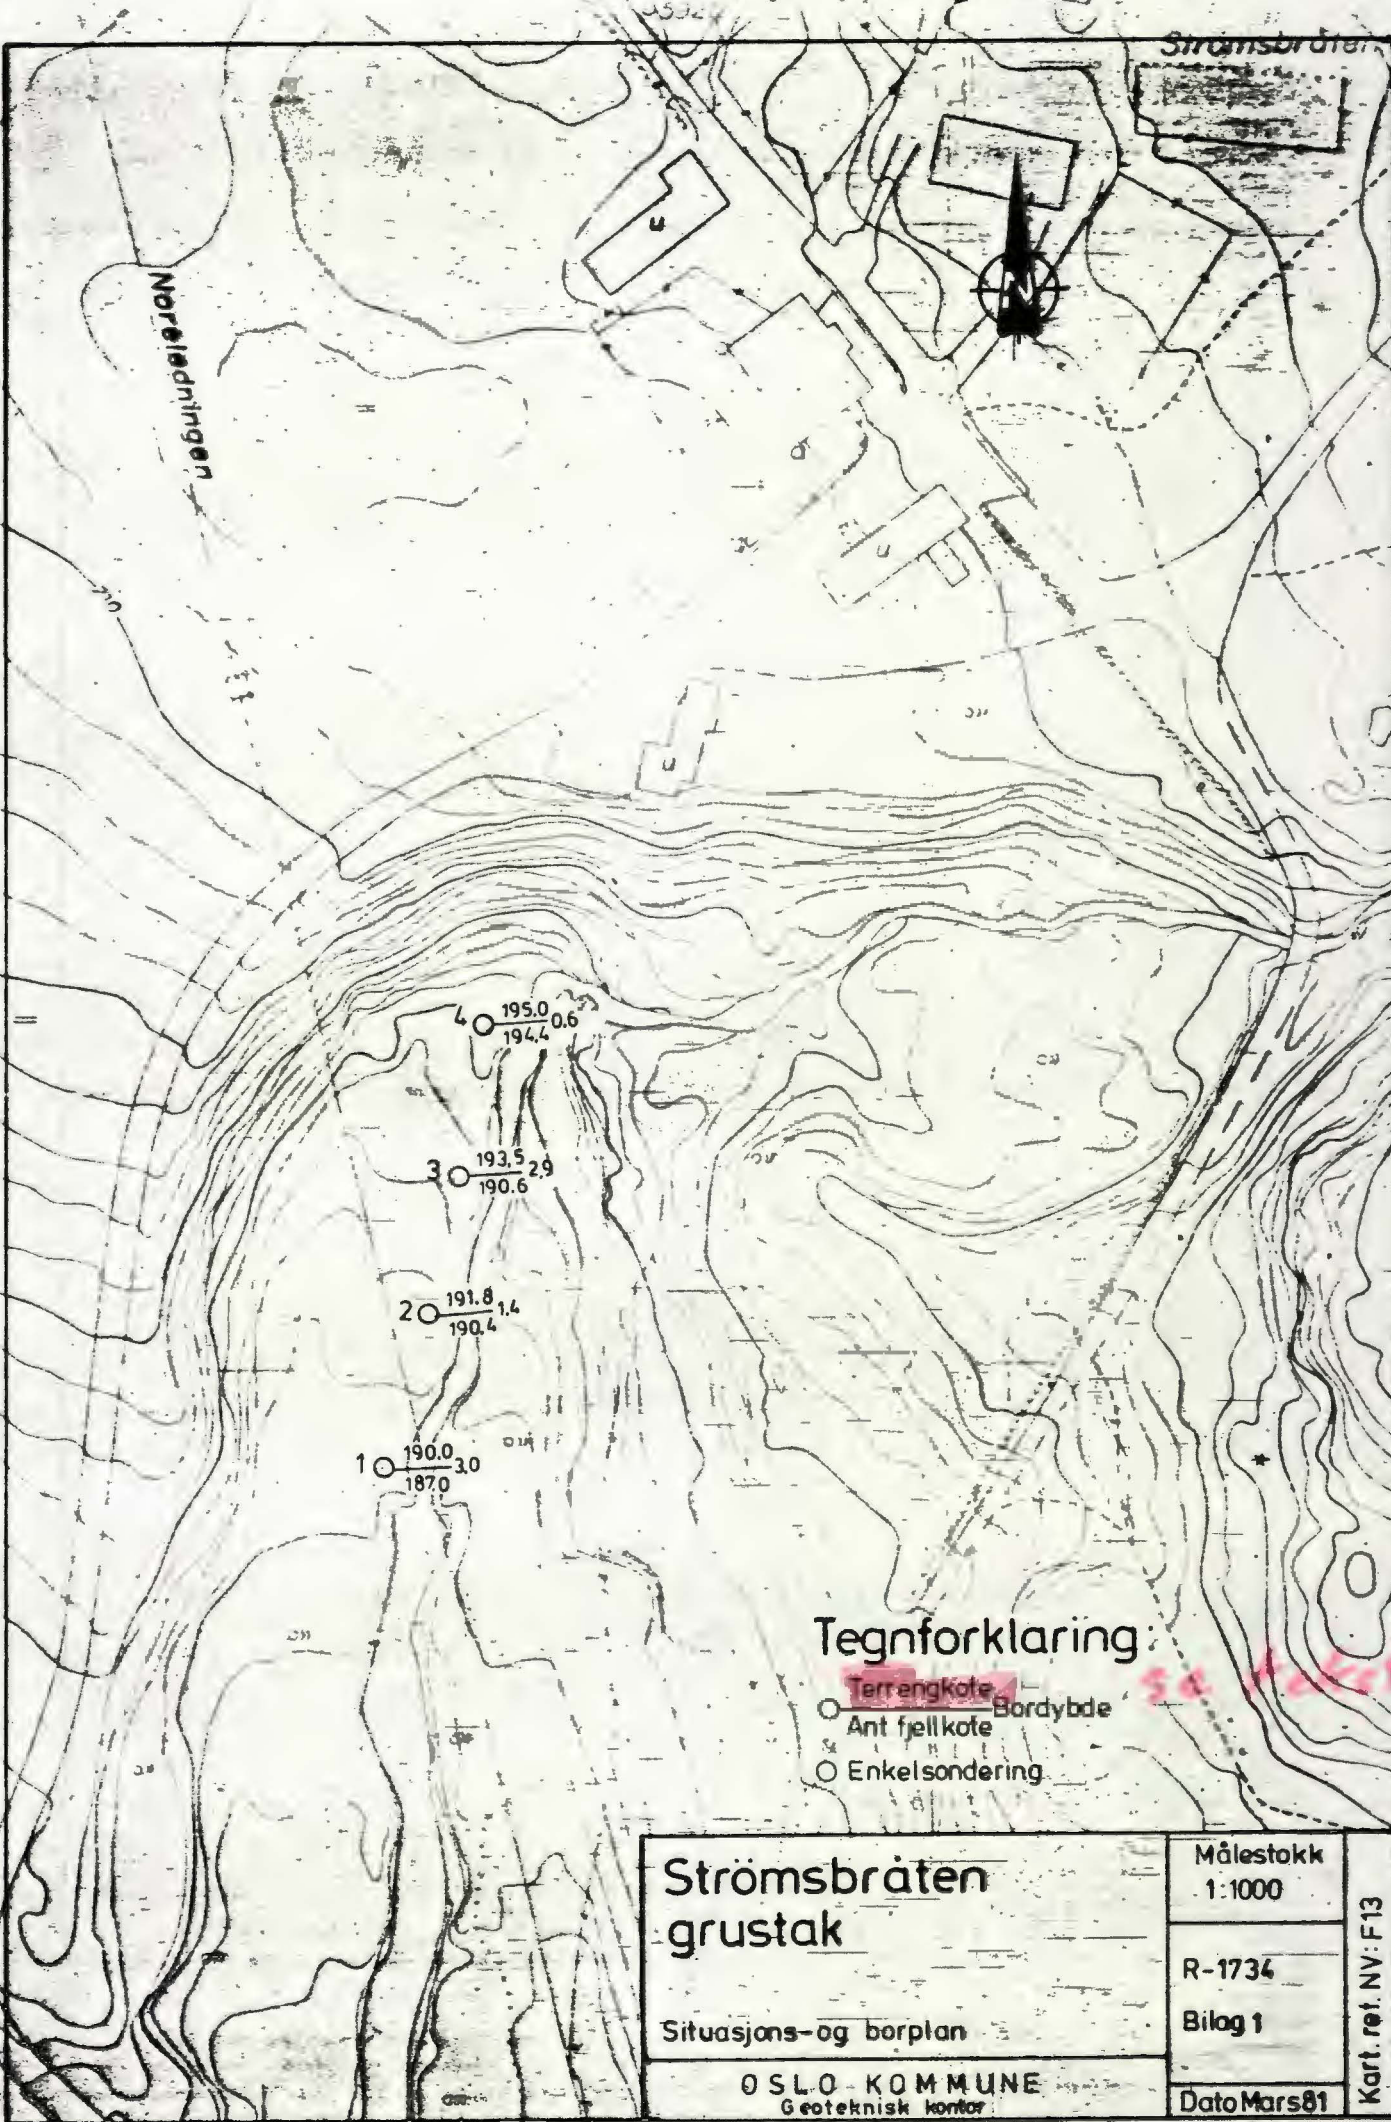 Strömsbråten
Noreledningen
4 195.0 0.6
194.4
3 193.5 2.9
190.6
2 191.8 1.4
190.4
1 190.0 3.0
187.0
Tegnforklaring:
Terrengkote
Bordybde
Ant fjellkote
Enkelsondering
Strömsbråten
grustak
Situasjons-og borplan
OSLO KOMMUNE
Geoteknisk kontor
Målestokk
1:1000
R-1734
Bilag 1
Dato Mars81
Kart. ref. NV: F13